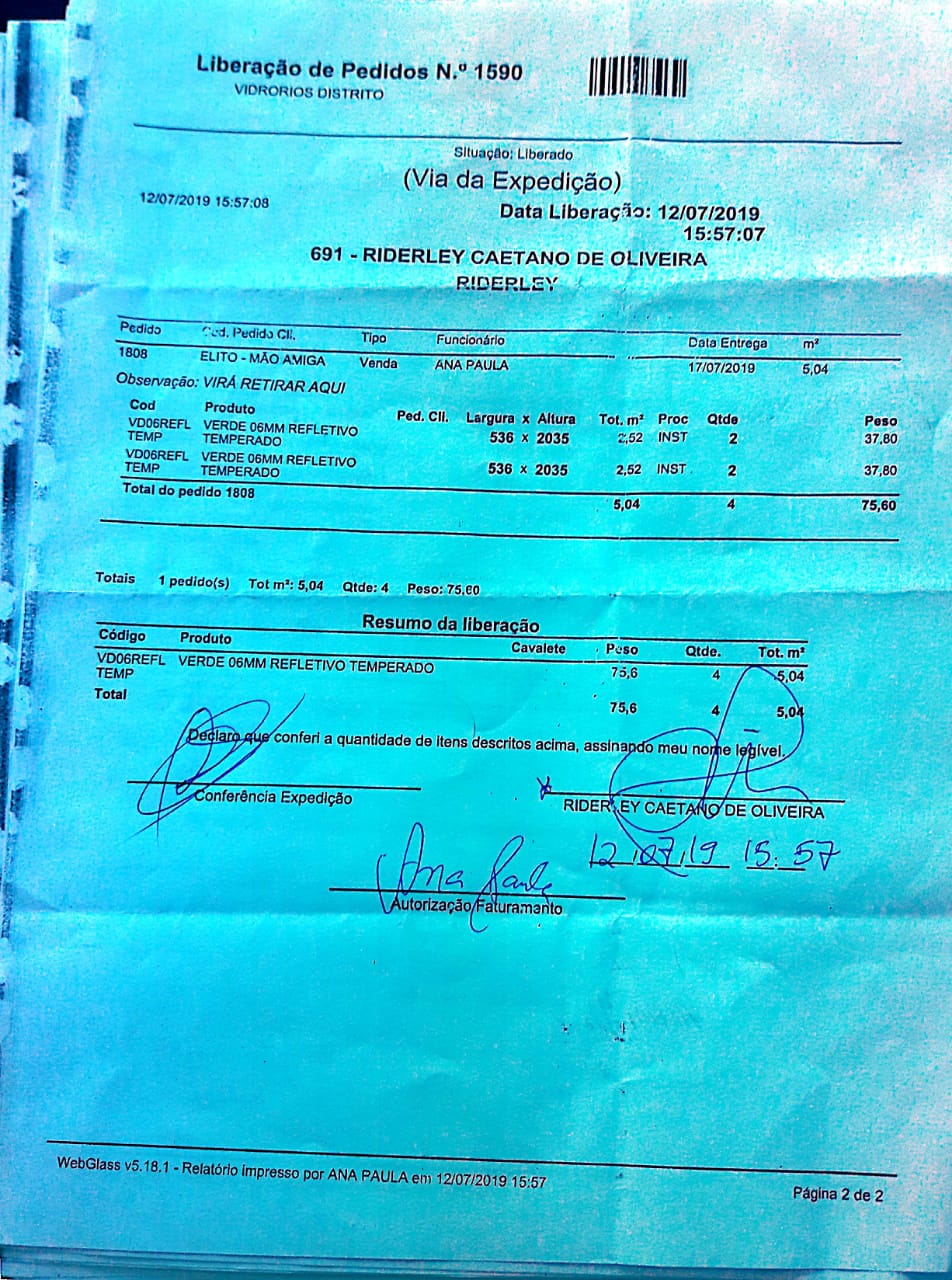 Liberação de Pedidos N.º 1590
VIDRORIOS DISTRITO
Situação: Liberado
(Via da Expedição)
12/07/2019 15:57:08
Data Liberação: 12/07/2019
15:57:07
691 - RIDERLEY CAETANO DE OLIVEIRA
RIDERLEY
Pedido Cod. Pedido Cli. Tipo Funcionário Data Entrega m²
1808 ELITO - MÃO AMIGA Venda ANA PAULA 17/07/2019 5,04
Observação: VIRÁ RETIRAR AQUI
Cod Produto Ped. Cli. Largura x Altura Tot. m² Proc Qtde Peso
VD06REFL VERDE 06MM REFLETIVO 536 x 2035 2,52 INST 2 37,80
TEMP TEMPERADO
VD06REFL VERDE 06MM REFLETIVO 536 x 2035 2,52 INST . 2 37,80
TEMP TEMPERADO
Total do pedido 1808 5,04 4 75,60
Totais 1 pedido(s) Tot m²: 5,04 Qtde: 4 Peso: 75,60
Resumo da liberação
Código Produto Cavalete Peso Qtde. Tot. m²
VD06REFL VERDE 06MM REFLETIVO TEMPERADO 75,6 4 5,04
TEMP
Total 75,6 4 5,04
Declaro que conferi a quantidade de itens descritos acima, assinando meu nome legível.
Conferência Expedição
RIDERLEY CAETANO DE OLIVEIRA
12/07/19 15:57
Ana Paula
Autorização Faturamanto
WebGlass v5.18.1 - Relatório impresso por ANA PAULA em 12/07/2019 15:57
Página 2 de 2